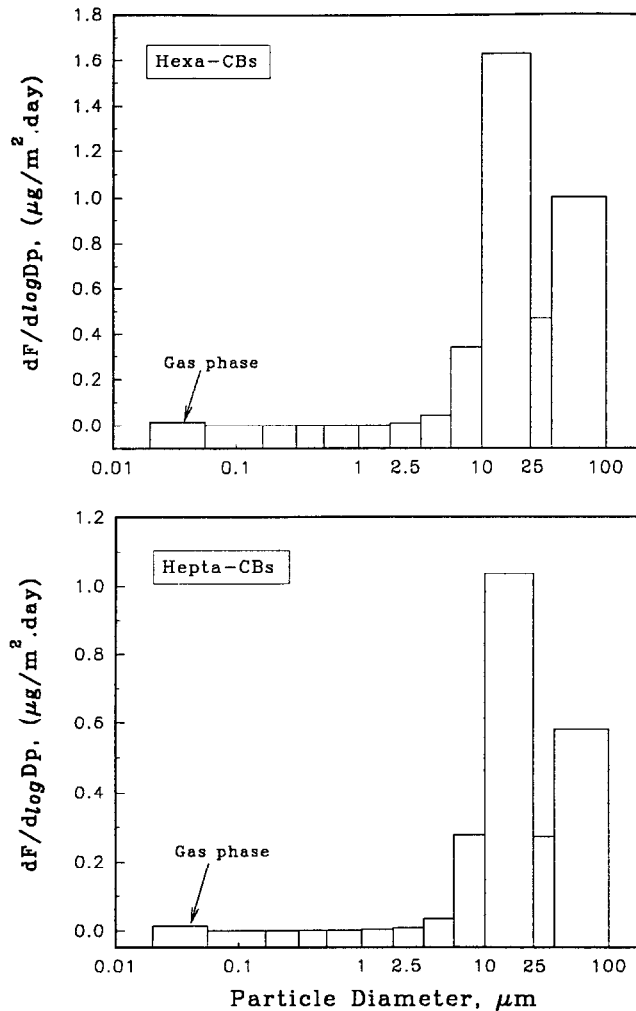 dF/dlogDp, (μg/m².day)
1.8
1.6
1.4
1.2
1.0
0.8
0.6
0.4
0.2
0.0
Hexa-CBs
Gas phase
0.01 0.1 1 2.5 10 25 100
dF/dlogDp, (μg/m².day)
1.2
1.0
0.8
0.6
0.4
0.2
0.0
Hepta-CBs
Gas phase
0.01 0.1 1 2.5 10 25 100
Particle Diameter, μm